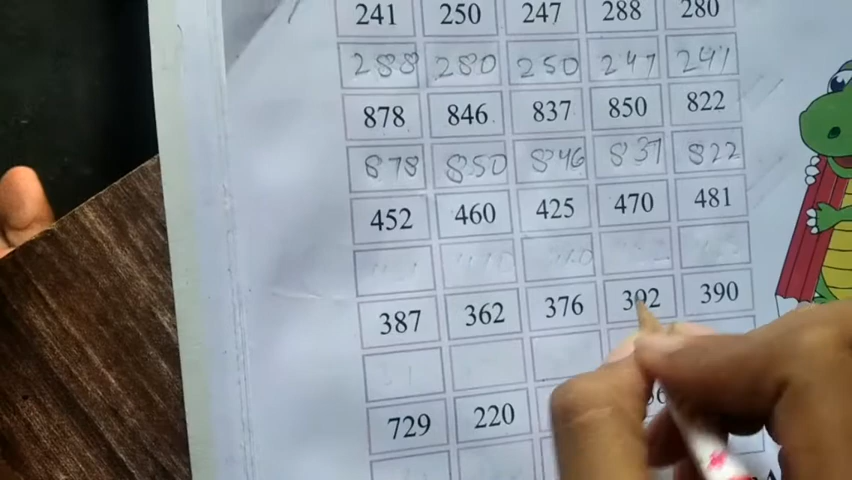 241 250 247 288 280
288 280 250 247 241
878 846 837 850 822
878 850 846 837 822
452 460 425 470 481
387 362 376 392 390
729 220